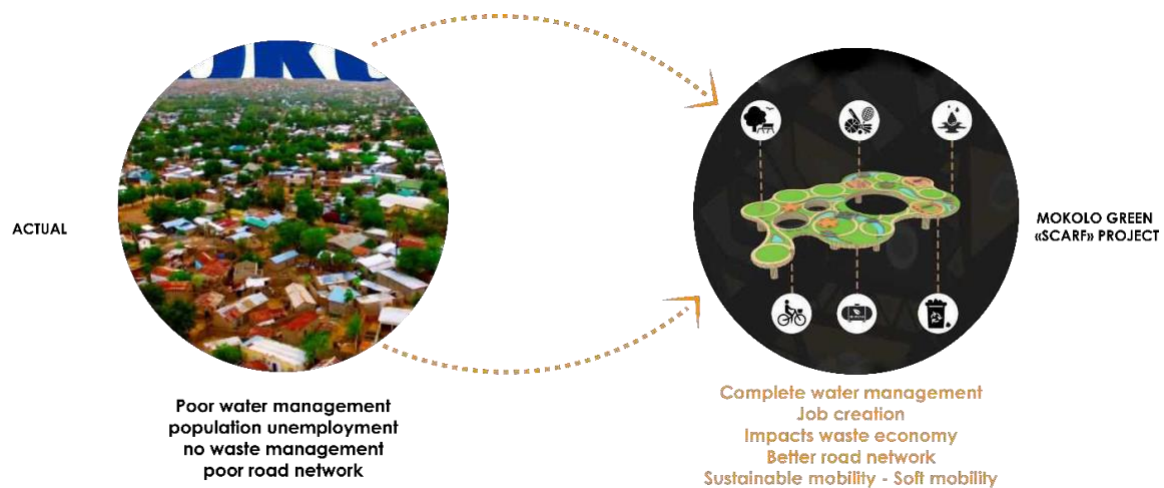 ACTUAL
Poor water management
population unemployment
no waste management
poor road network
MOKOLO GREEN
«SCARF» PROJECT
Complete water management
Job creation
Impacts waste economy
Better road network
Sustainable mobility - Soft mobility